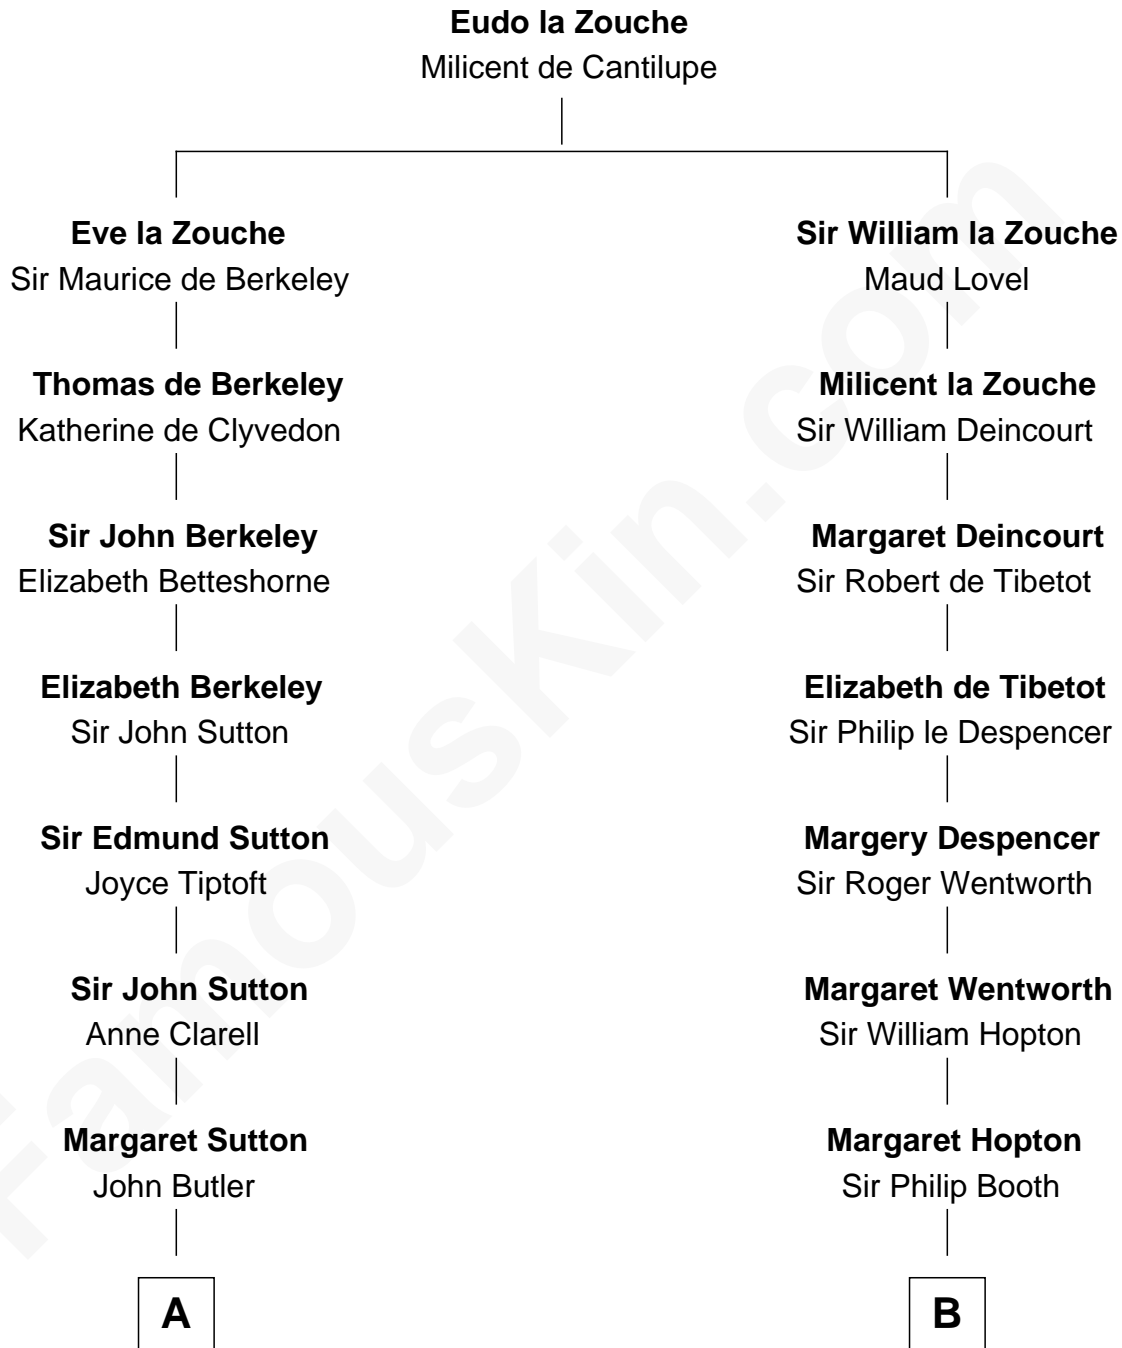 Eudo la Zouche
Milicent de Cantilupe
Eve la Zouche
Sir Maurice de Berkeley
Sir William la Zouche
Maud Lovel
Thomas de Berkeley
Katherine de Clyvedon
Milicent la Zouche
Sir William Deincourt
Sir John Berkeley
Elizabeth Betteshorne
Margaret Deincourt
Sir Robert de Tibetot
Elizabeth Berkeley
Sir John Sutton
Elizabeth de Tibetot
Sir Philip le Despencer
Sir Edmund Sutton
Joyce Tiptoft
Margery Despencer
Sir Roger Wentworth
Sir John Sutton
Anne Clarell
Margaret Wentworth
Sir William Hopton
Margaret Sutton
John Butler
Margaret Hopton
Sir Philip Booth
A
B
FamousKin.com